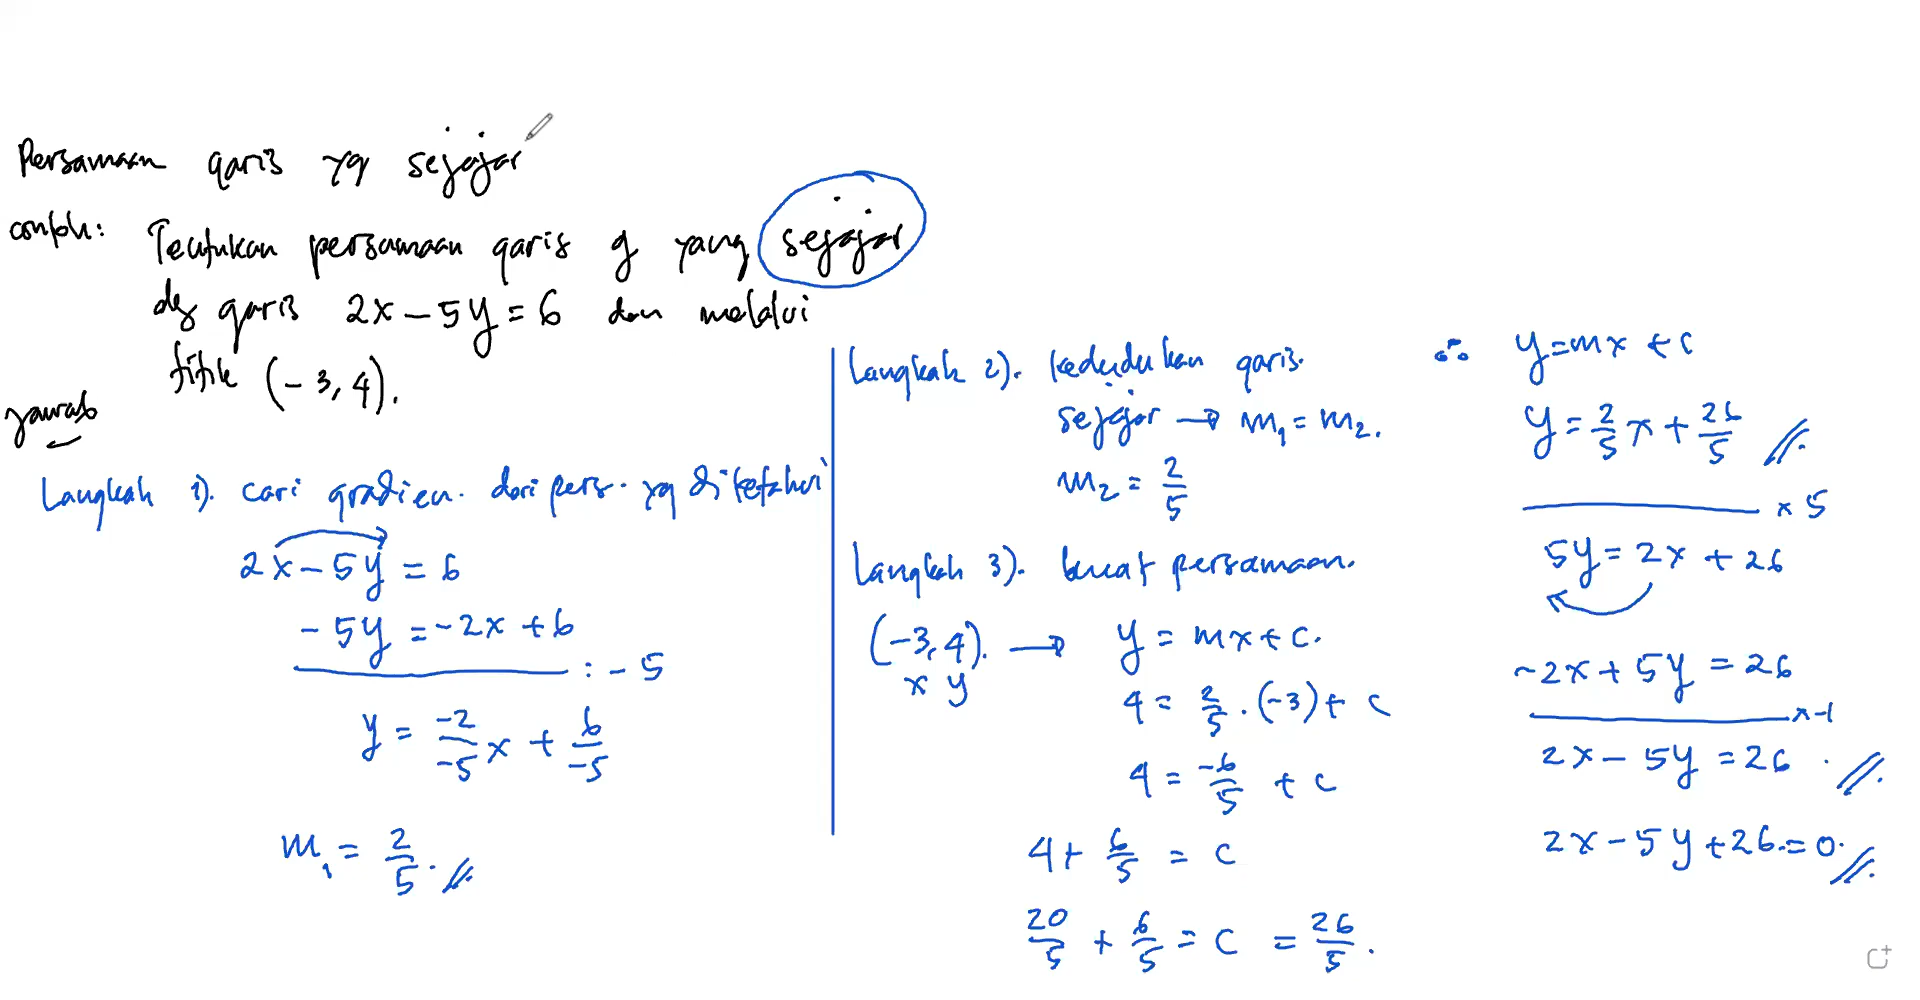 Persamaan garis yg sejajar
contoh: Tentukan persamaan garis g yang sejajar
dg garis 2x - 5y = 6 dan melalui
titik (-3, 4).
Jawab
Langkah 1). cari gradien. dari pers. yg diketahui
2x - 5y = 6
-5y = -2x + 6
: -5
y = -2/-5 x + 6/-5
m₁ = 2/5.
Langkah 2). kedudukan garis.
sejajar → m₁ = m₂.
m₂ = 2/5
Langkah 3). buat persamaan.
(-3, 4). → y = mx + c.
x y
4 = 2/5 . (-3) + c
4 = -6/5 + c
4 + 6/5 = c
20/5 + 6/5 = c = 26/5.
∴ y = mx + c
y = 2/5 x + 26/5
x 5
5y = 2x + 26
-2x + 5y = 26
x -1
2x - 5y = 26.
2x - 5y + 26 = 0.